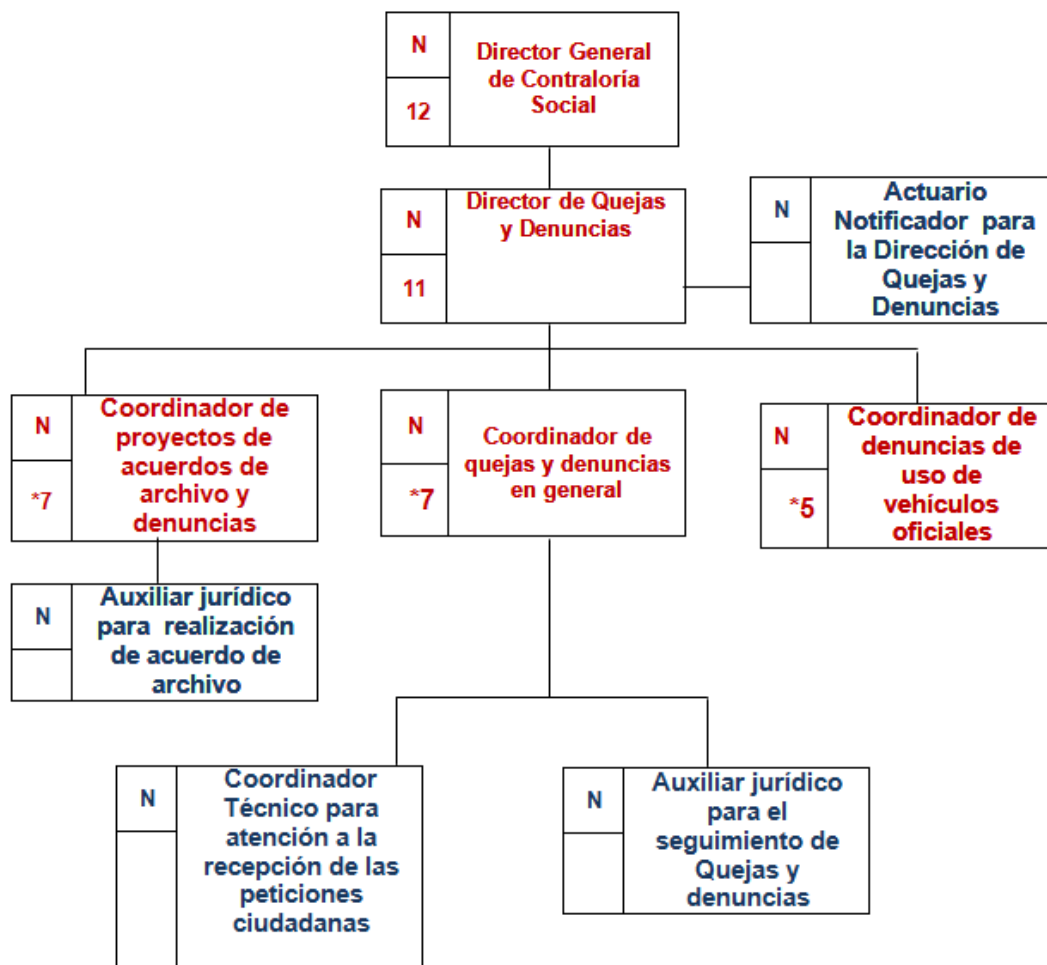 N
12
Director General
de Contraloría
Social
N
11
Director de Quejas
y Denuncias
N
Actuario
Notificador para
la Dirección de
Quejas y
Denuncias
N
*7
Coordinador de
proyectos de
acuerdos de
archivo y
denuncias
N
*7
Coordinador de
quejas y denuncias
en general
N
*5
Coordinador de
denuncias de
uso de
vehículos
oficiales
N
Auxiliar jurídico
para realización
de acuerdo de
archivo
N
Coordinador
Técnico para
atención a la
recepción de las
peticiones
ciudadanas
N
Auxiliar jurídico
para el
seguimiento de
Quejas y
denuncias